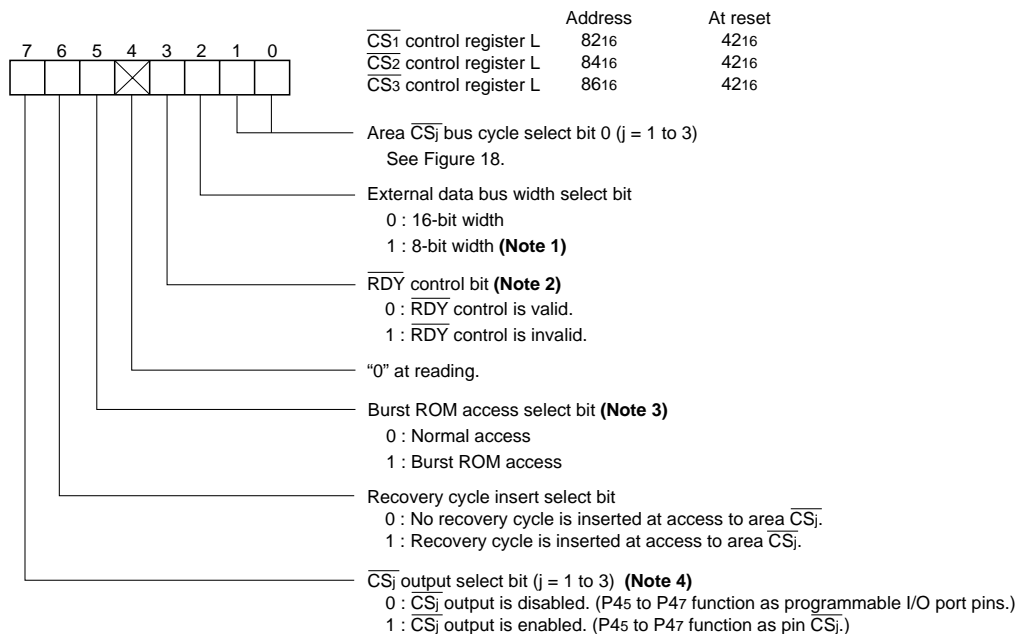 Address At reset
CS1 control register L 8216 4216
CS2 control register L 8416 4216
CS3 control register L 8616 4216
7 6 5 4 3 2 1 0
Area CSj bus cycle select bit 0 (j = 1 to 3)
See Figure 18.
External data bus width select bit
0 : 16-bit width
1 : 8-bit width (Note 1)
RDY control bit (Note 2)
0 : RDY control is valid.
1 : RDY control is invalid.
“0” at reading.
Burst ROM access select bit (Note 3)
0 : Normal access
1 : Burst ROM access
Recovery cycle insert select bit
0 : No recovery cycle is inserted at access to area CSj.
1 : Recovery cycle is inserted at access to area CSj.
CSj output select bit (j = 1 to 3) (Note 4)
0 : CSj output is disabled. (P45 to P47 function as programmable I/O port pins.)
1 : CSj output is enabled. (P45 to P47 function as pin CSj.)